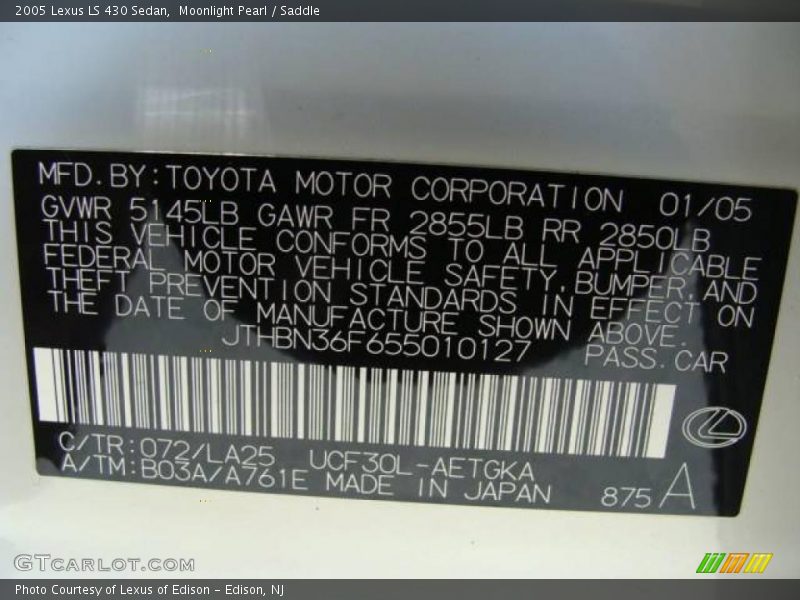 2005 Lexus LS 430 Sedan,  Moonlight Pearl / Saddle
MFD. BY: TOYOTA MOTOR CORPORATION 01/05
GVWR 5145LB GAWR FR 2855LB RR 2850LB
THIS VEHICLE CONFORMS TO ALL APPLICABLE
FEDERAL MOTOR VEHICLE SAFETY, BUMPER, AND
THEFT PREVENTION STANDARDS IN EFFECT ON
THE DATE OF MANUFACTURE SHOWN ABOVE.
JTHBN36F655010127 PASS. CAR
C/TR: 072/LA25 UCF30L-AETGKA
A/TM: B03A/A761E MADE IN JAPAN 875 A
GTCARLOT.COM
Photo Courtesy of Lexus of Edison – Edison, NJ